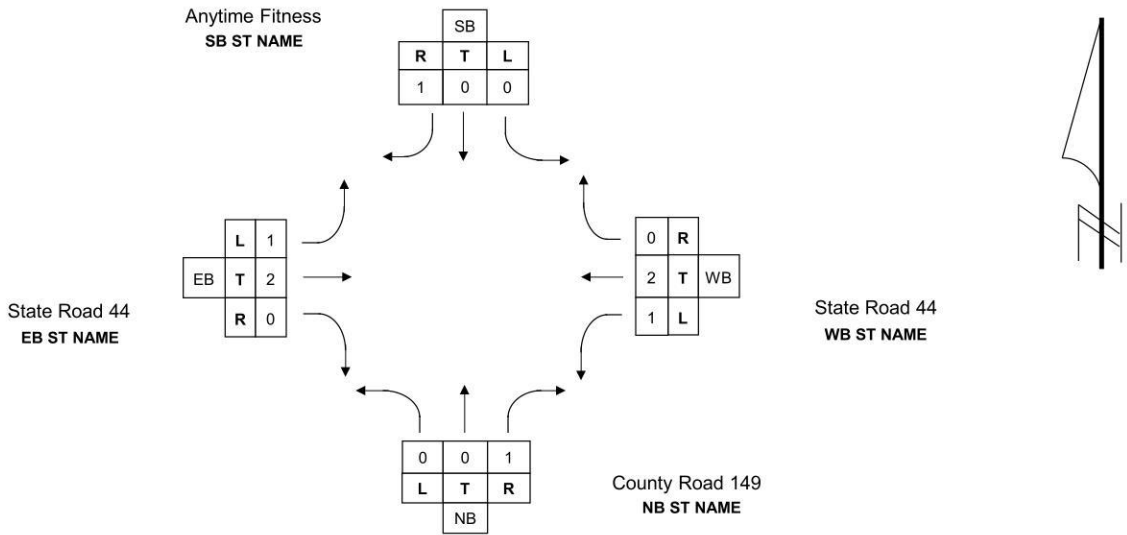 Anytime Fitness
SB ST NAME
SB
R T L
1 0 0
L 1
EB T 2
R 0
State Road 44
EB ST NAME
0 R
2 T WB
1 L
State Road 44
WB ST NAME
0 0 1
L T R
NB
County Road 149
NB ST NAME
N